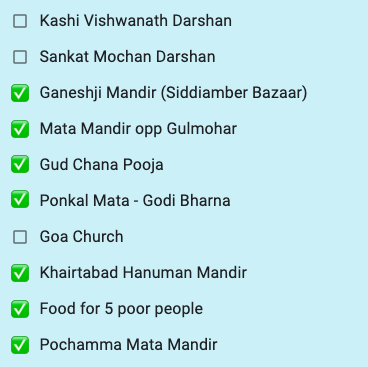 Kashi Vishwanath Darshan
Sankat Mochan Darshan
Ganeshji Mandir (Siddiamber Bazaar)
Mata Mandir opp Gulmohar
Gud Chana Pooja
Ponkal Mata - Godi Bharna
Goa Church
Khairtabad Hanuman Mandir
Food for 5 poor people
Pochamma Mata Mandir